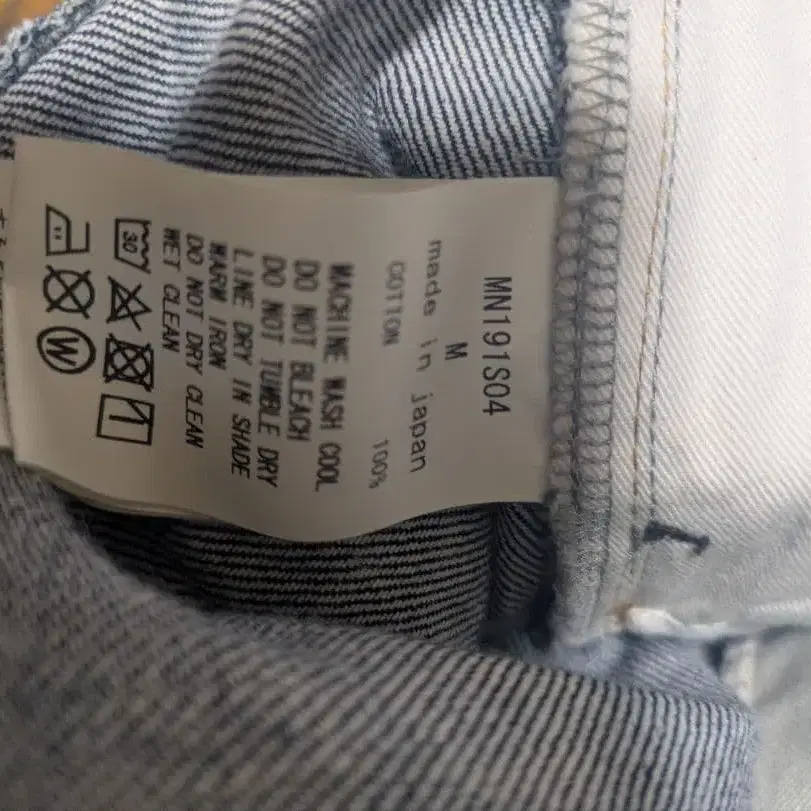 MN191S04
M
made in japan
COTTON 100%
MACHINE WASH COOL
DO NOT BLEACH
DO NOT TUMBLE DRY
LINE DRY IN SHADE
WARM IRON
DO NOT DRY CLEAN
WET CLEAN
30
W